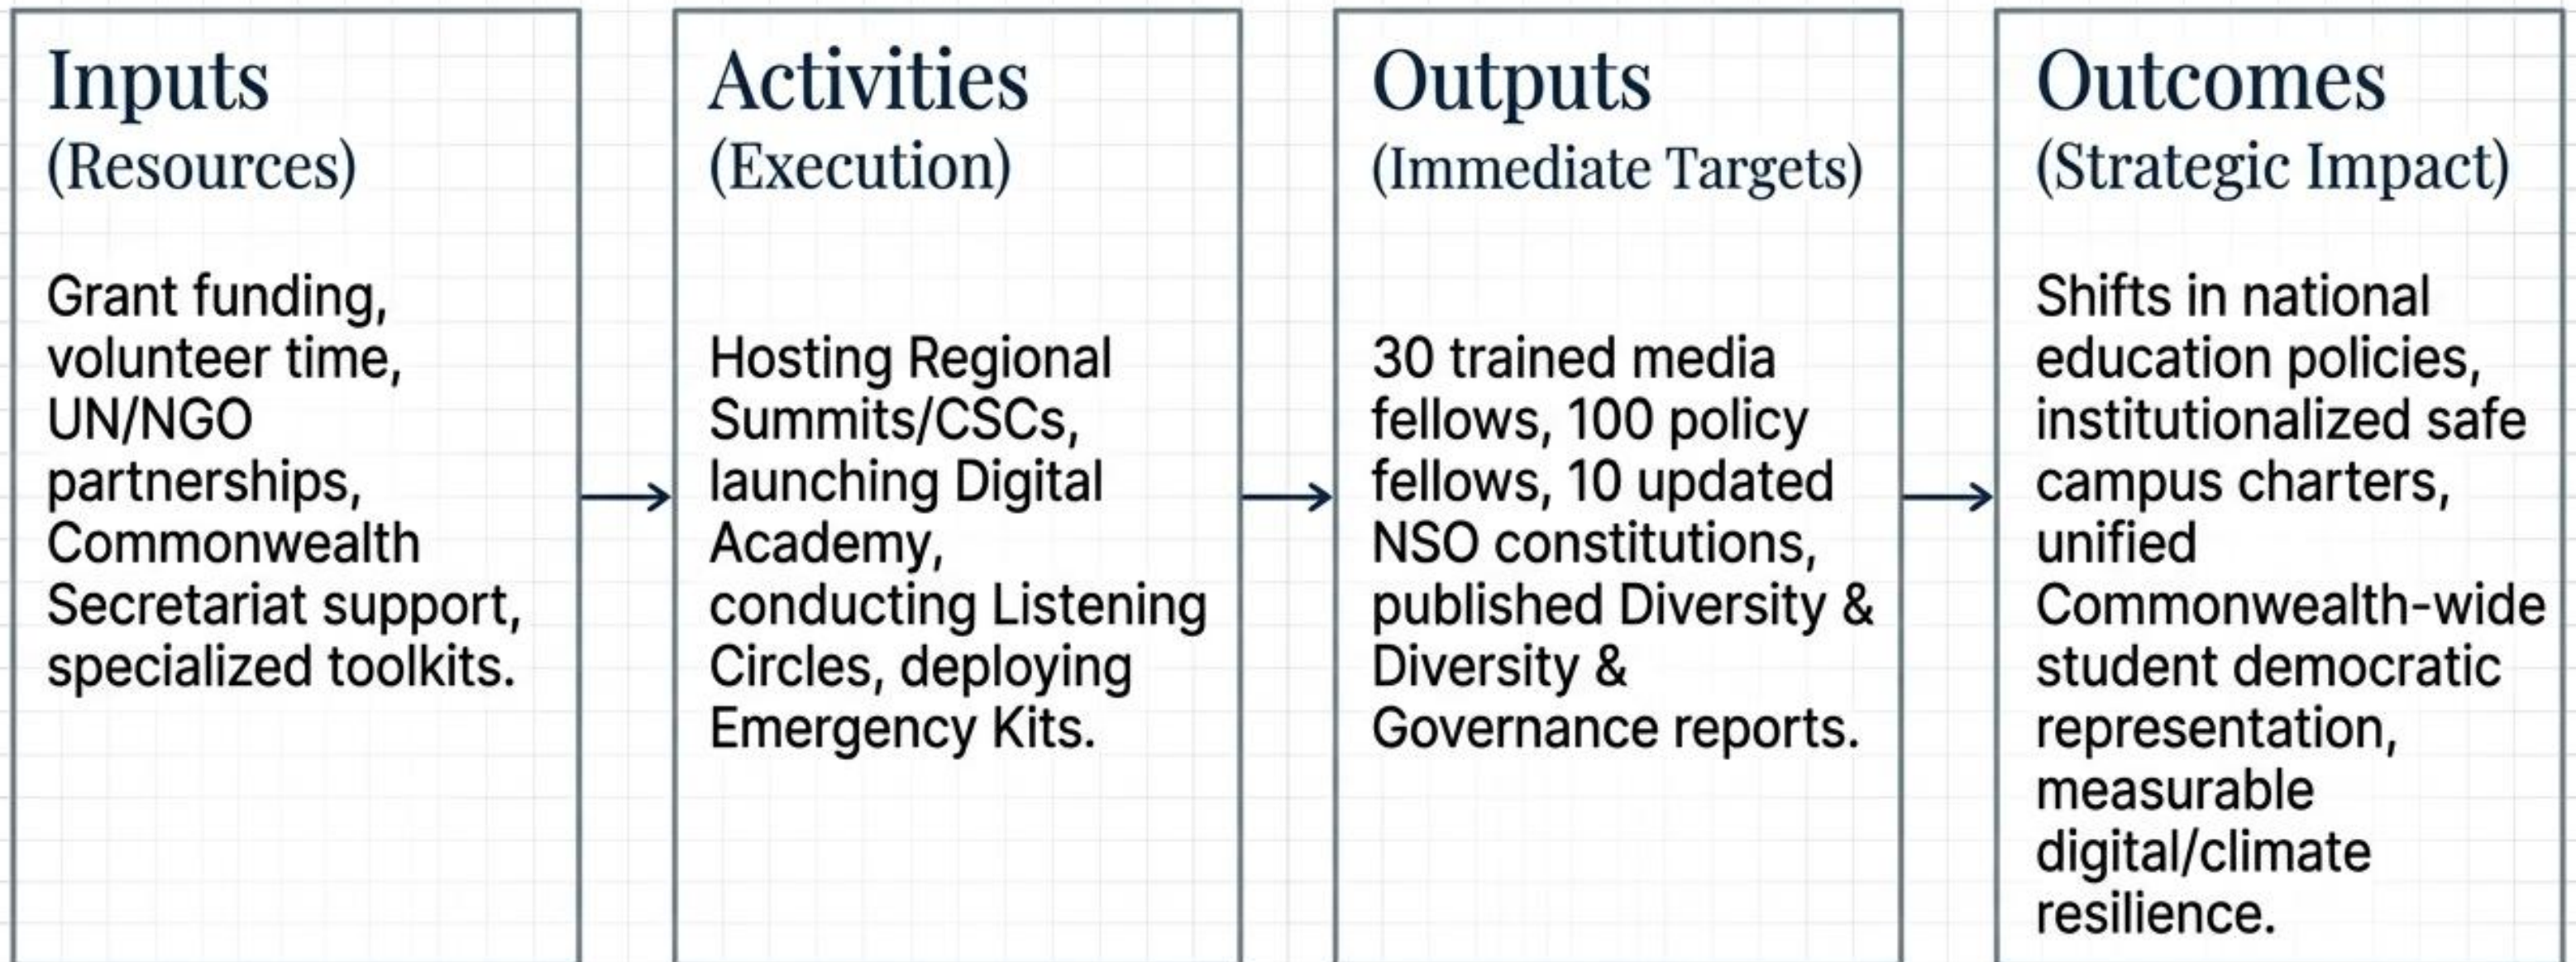 Inputs
(Resources)
Grant funding,
volunteer time,
UN/NGO
partnerships,
Commonwealth
Secretariat support,
specialized toolkits.
Activities
(Execution)
Hosting Regional
Summits/CSCs,
launching Digital
Academy,
conducting Listening
Circles, deploying
Emergency Kits.
Outputs
(Immediate Targets)
30 trained media
fellows, 100 policy
fellows, 10 updated
NSO constitutions,
published Diversity &
Diversity &
Governance reports.
Outcomes
(Strategic Impact)
Shifts in national
education policies,
institutionalized safe
campus charters,
unified
Commonwealth-wide
student democratic
representation,
measurable
digital/climate
resilience.